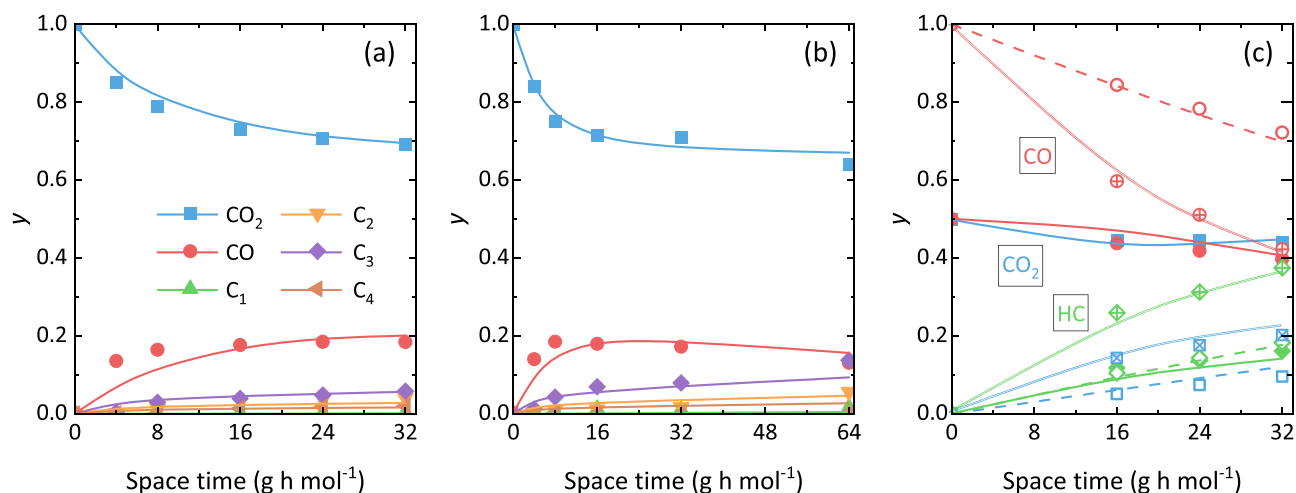 (a)
1.0
0.8
0.6
0.4
0.2
0.0
y
CO2 C2
CO C3
C1 C4
0 8 16 24 32
Space time (g h mol-1)
(b)
1.0
0.8
0.6
0.4
0.2
0.0
y
0 16 32 48 64
Space time (g h mol-1)
(c)
1.0
0.8
0.6
0.4
0.2
0.0
y
CO
CO2
HC
0 8 16 24 32
Space time (g h mol-1)